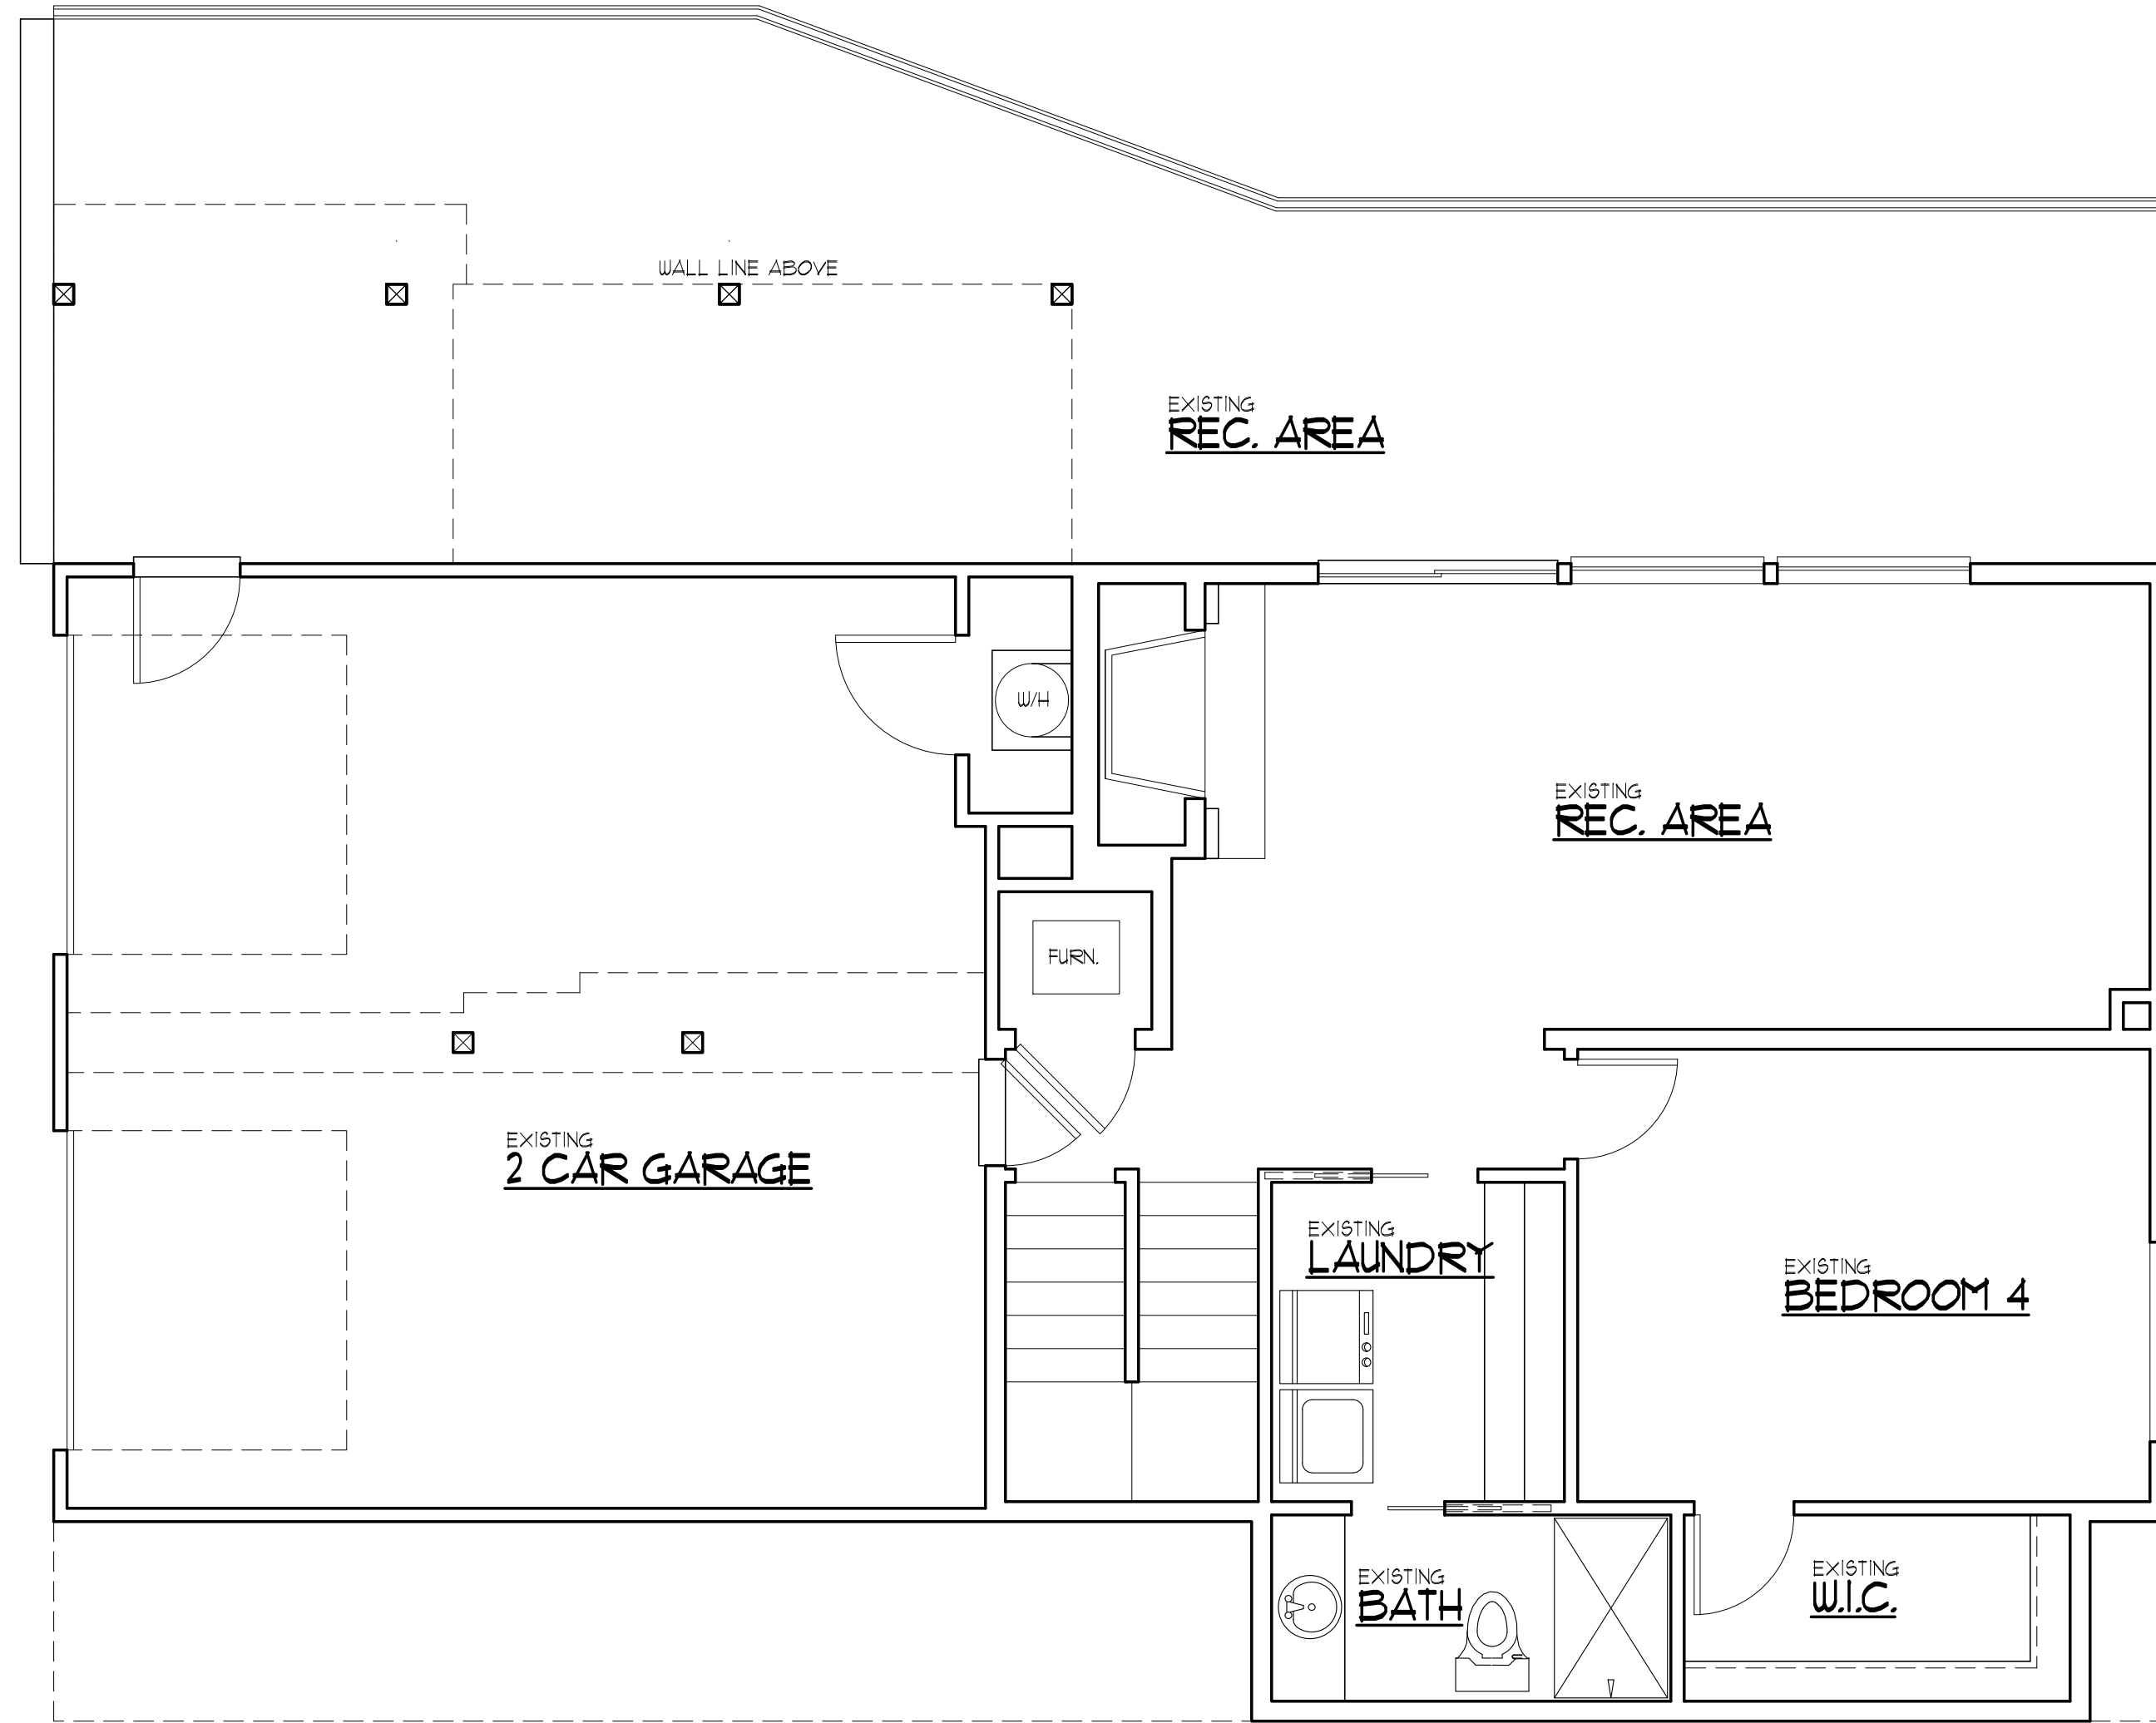 WALL LINE ABOVE
EXISTING
REC. AREA
W/H
EXISTING
REC. AREA
FURN.
EXISTING
2 CAR GARAGE
EXISTING
LAUNDRY
EXISTING
BEDROOM 4
EXISTING
BATH
EXISTING
W.I.C.